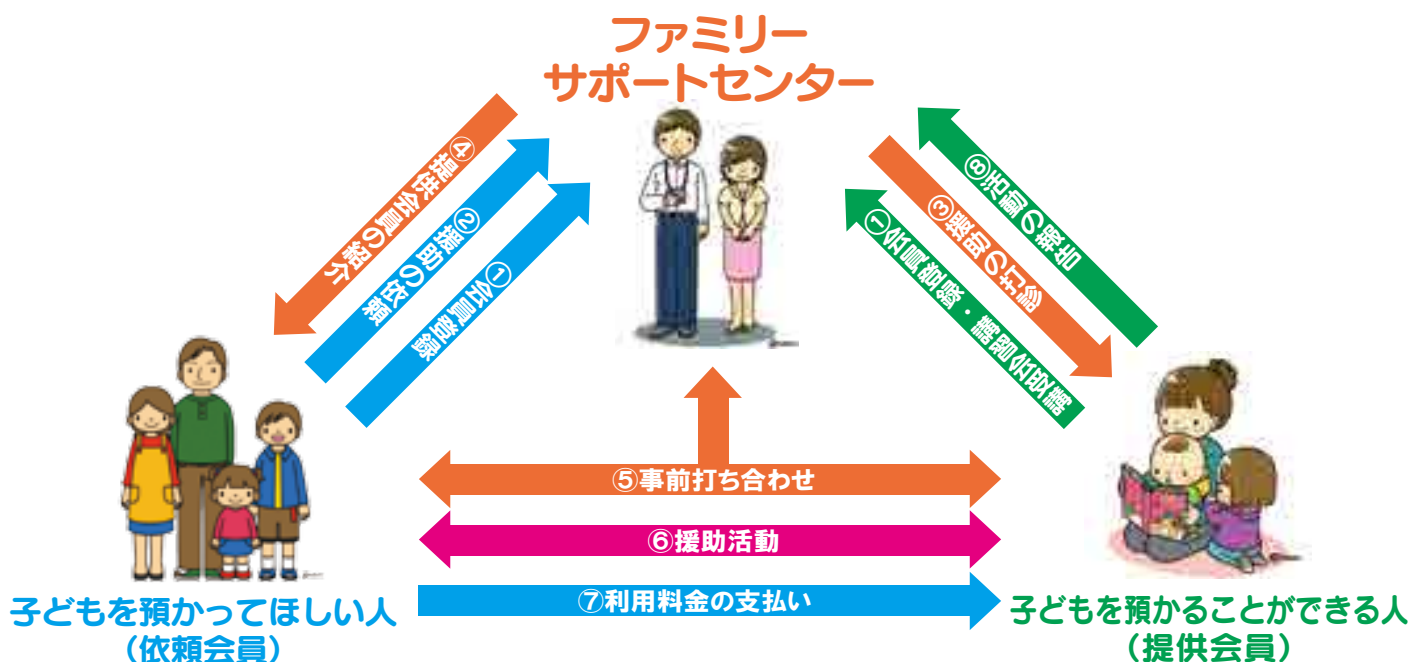 ファミリー
サポートセンター
④提供会員の紹介
②援助の依頼
①会員登録
⑧活動の報告
③援助の打診
①会員登録・講習会受講
⑤事前打ち合わせ
⑥援助活動
⑦利用料金の支払い
子どもを預かってほしい人
（依頼会員）
子どもを預かることができる人
（提供会員）